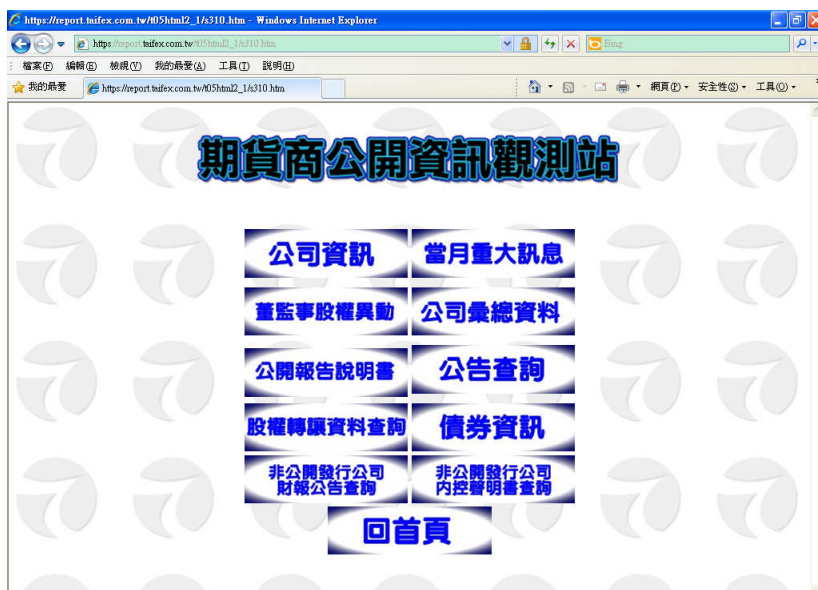 https://report.taifex.com.tw/t05html2_1/s310.htm - Windows Internet Explorer
https://report.taifex.com.tw/t05html2_1/s310.htm
Bing
檔案(F) 編輯(E) 檢視(V) 我的最愛(A) 工具(T) 說明(H)
我的最愛 https://report.taifex.com.tw/t05html2_1/s310.htm 網頁(P) 安全性(S) 工具(O)
期貨商公開資訊觀測站
公司資訊 當月重大訊息
董監事股權異動 公司彙總資料
公開報告說明書 公告查詢
股權轉讓資料查詢 債券資訊
非公開發行公司 非公開發行公司
財報公告查詢 內控聲明書查詢
回首頁